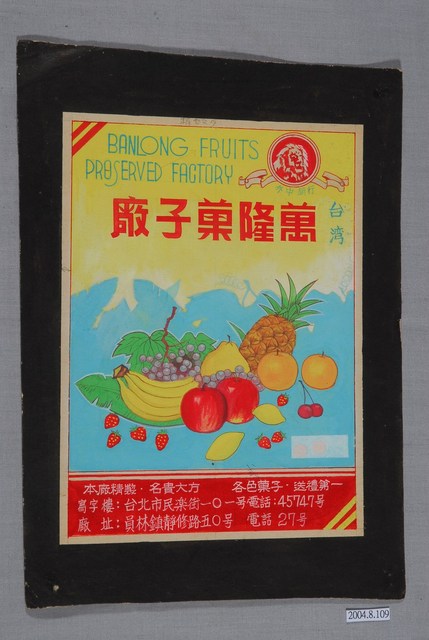 BANLONG FRUITS
PRESERVED FACTORY
台湾
萬隆菓子廠
本廠精製・名貴大方 各色菓子・送禮第一
寫字樓：台北市民楽街一〇一号電話：45747号
廠 址：員林鎮靜修路五〇号 電話27号
2004.8.109